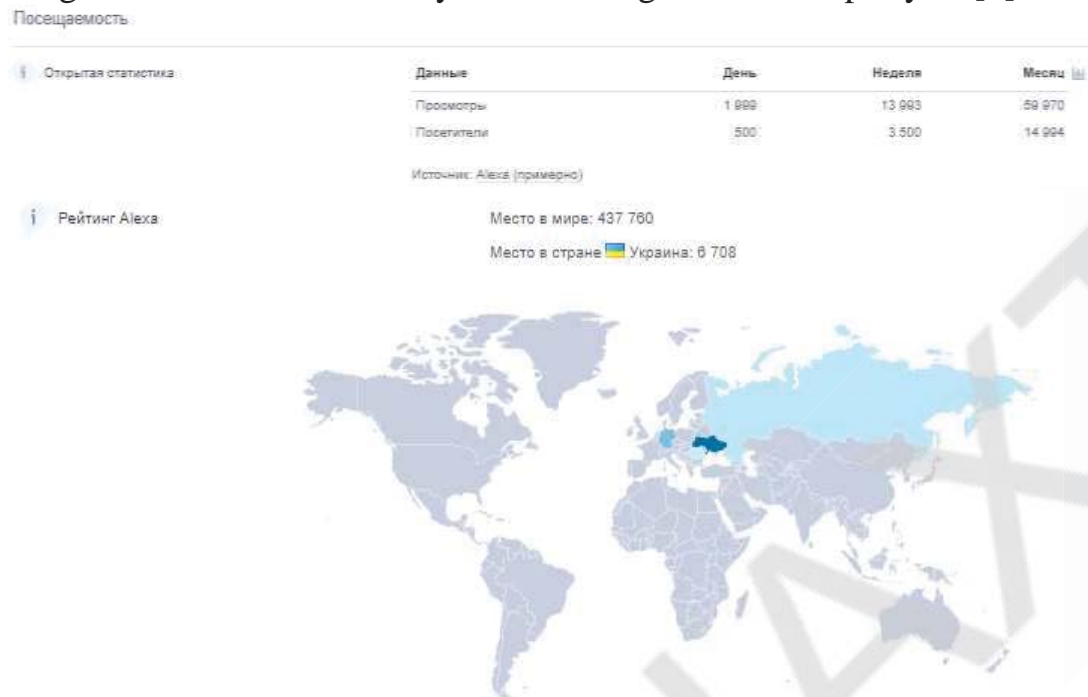 Посещаемость
i Открытая статистика
Данные День Неделя Месяц
Просмотры 1 999 13 993 59 970
Посетители 500 3 500 14 994
Источник: Alexa (примерно)
i Рейтинг Alexa
Место в мире: 437 760
Место в стране Украина: 6 708